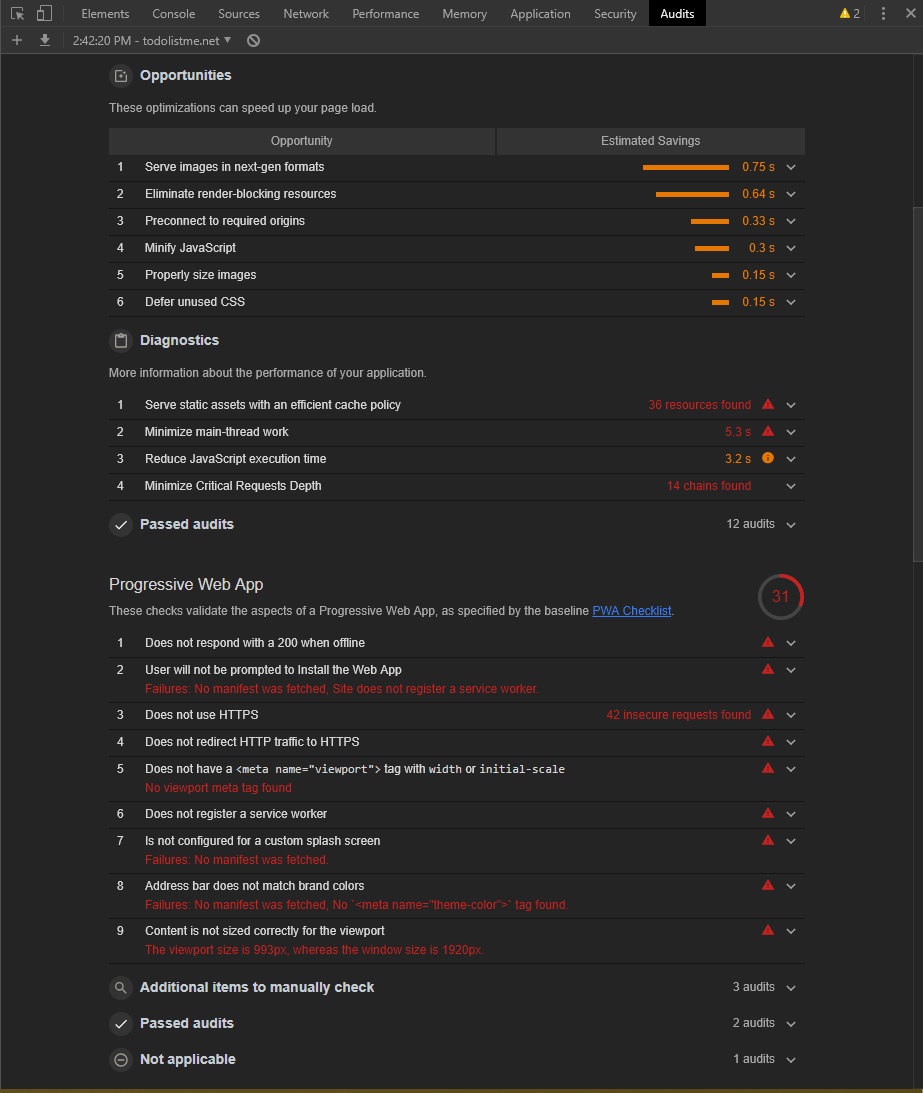 Elements Console Sources Network Performance Memory Application Security Audits 2
2:42:20 PM - todolistme.net
Opportunities
These optimizations can speed up your page load.
Opportunity Estimated Savings
1 Serve images in next-gen formats 0.75 s
2 Eliminate render-blocking resources 0.64 s
3 Preconnect to required origins 0.33 s
4 Minify JavaScript 0.3 s
5 Properly size images 0.15 s
6 Defer unused CSS 0.15 s
Diagnostics
More information about the performance of your application.
1 Serve static assets with an efficient cache policy 36 resources found
2 Minimize main-thread work 5.3 s
3 Reduce JavaScript execution time 3.2 s
4 Minimize Critical Requests Depth 14 chains found
Passed audits 12 audits
Progressive Web App 31
These checks validate the aspects of a Progressive Web App, as specified by the baseline PWA Checklist.
1 Does not respond with a 200 when offline
2 User will not be prompted to Install the Web App
Failures: No manifest was fetched, Site does not register a service worker.
3 Does not use HTTPS 42 insecure requests found
4 Does not redirect HTTP traffic to HTTPS
5 Does not have a <meta name="viewport"> tag with width or initial-scale
No viewport meta tag found
6 Does not register a service worker
7 Is not configured for a custom splash screen
Failures: No manifest was fetched.
8 Address bar does not match brand colors
Failures: No manifest was fetched, No `<meta name="theme-color">` tag found.
9 Content is not sized correctly for the viewport
The viewport size is 993px, whereas the window size is 1920px.
Additional items to manually check 3 audits
Passed audits 2 audits
Not applicable 1 audits